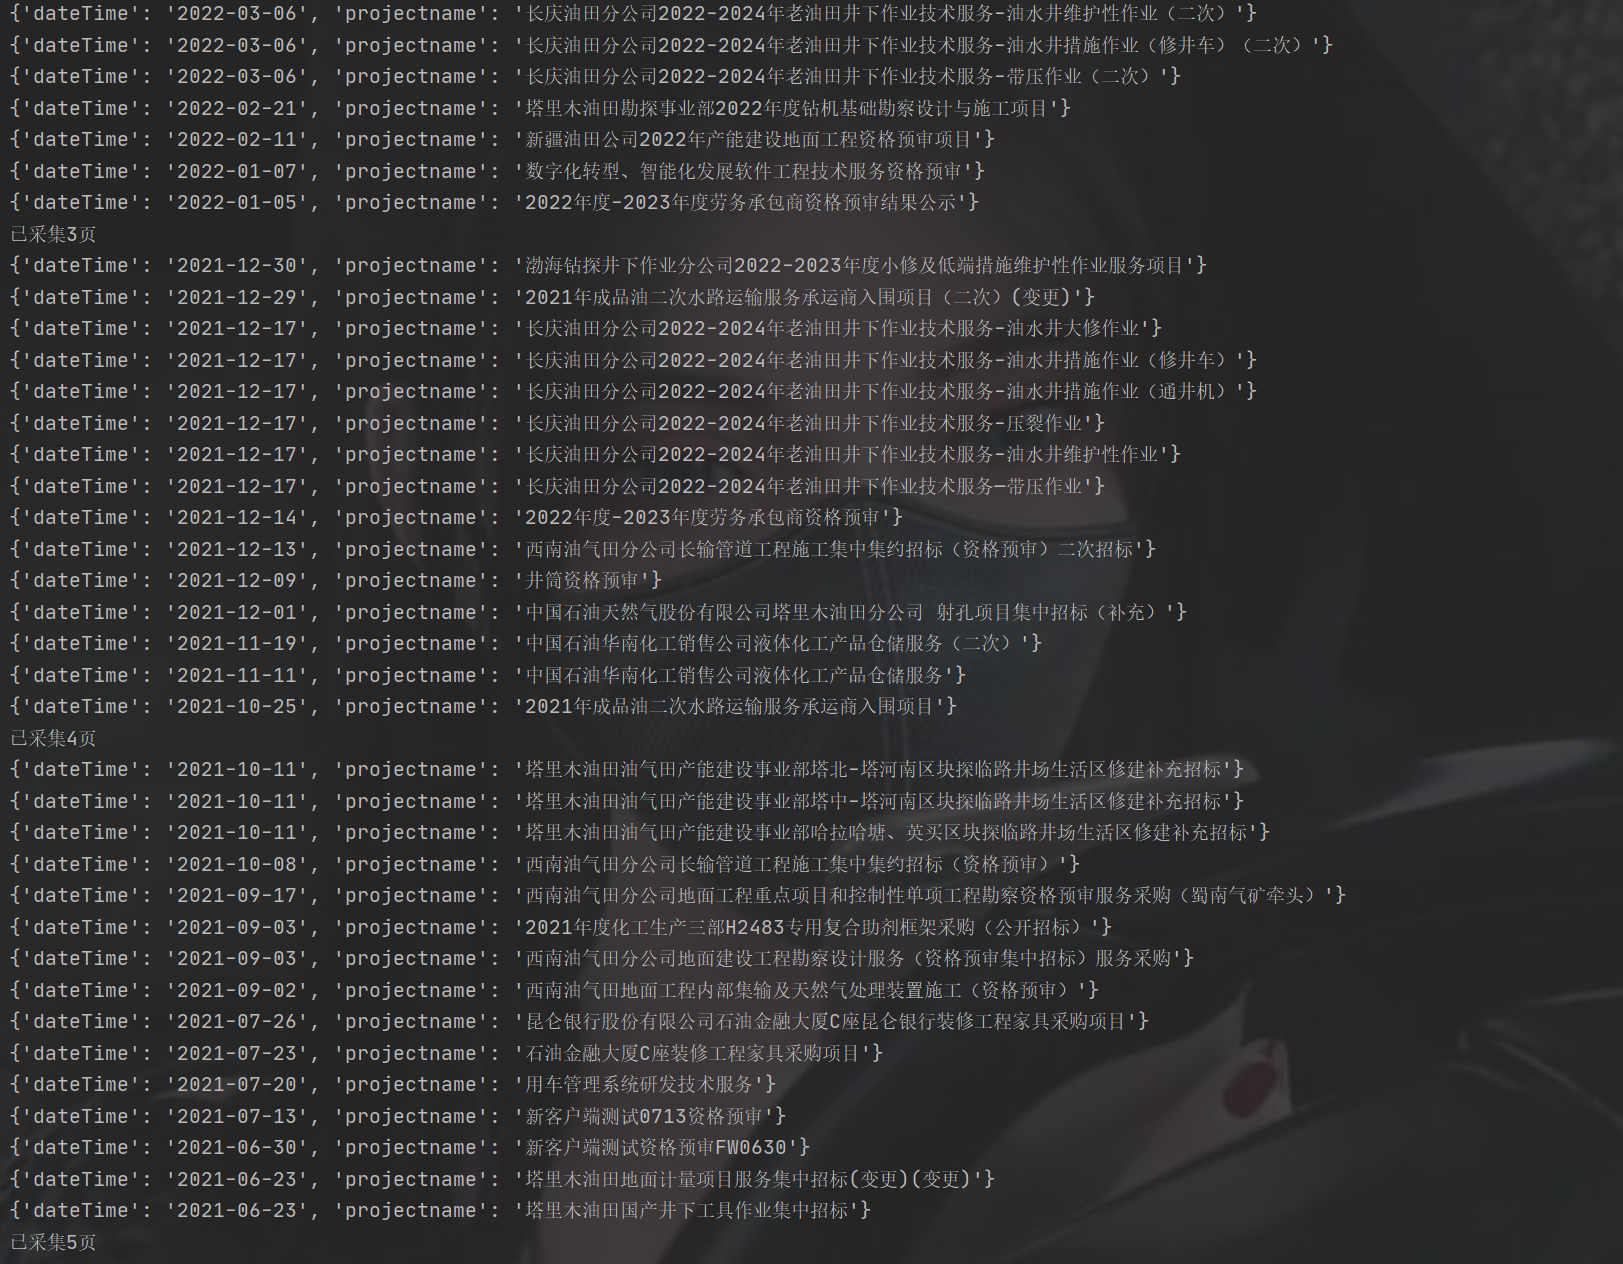 {'dateTime': '2022-03-06', 'projectname': '长庆油田分公司2022-2024年老油田井下作业技术服务-油水井维护性作业（二次）'}
{'dateTime': '2022-03-06', 'projectname': '长庆油田分公司2022-2024年老油田井下作业技术服务-油水井措施作业（修井车）（二次）'}
{'dateTime': '2022-03-06', 'projectname': '长庆油田分公司2022-2024年老油田井下作业技术服务-带压作业（二次）'}
{'dateTime': '2022-02-21', 'projectname': '塔里木油田勘探事业部2022年度钻机基础勘察设计与施工项目'}
{'dateTime': '2022-02-11', 'projectname': '新疆油田公司2022年产能建设地面工程资格预审项目'}
{'dateTime': '2022-01-07', 'projectname': '数字化转型、智能化发展软件工程技术服务资格预审'}
{'dateTime': '2022-01-05', 'projectname': '2022年度-2023年度劳务承包商资格预审结果公示'}
已采集3页
{'dateTime': '2021-12-30', 'projectname': '渤海钻探井下作业分公司2022-2023年度小修及低端措施维护性作业服务项目'}
{'dateTime': '2021-12-29', 'projectname': '2021年成品油二次水路运输服务承运商入围项目（二次）(变更)'}
{'dateTime': '2021-12-17', 'projectname': '长庆油田分公司2022-2024年老油田井下作业技术服务-油水井大修作业'}
{'dateTime': '2021-12-17', 'projectname': '长庆油田分公司2022-2024年老油田井下作业技术服务-油水井措施作业（修井车）'}
{'dateTime': '2021-12-17', 'projectname': '长庆油田分公司2022-2024年老油田井下作业技术服务-油水井措施作业（通井机）'}
{'dateTime': '2021-12-17', 'projectname': '长庆油田分公司2022-2024年老油田井下作业技术服务-压裂作业'}
{'dateTime': '2021-12-17', 'projectname': '长庆油田分公司2022-2024年老油田井下作业技术服务-油水井维护性作业'}
{'dateTime': '2021-12-17', 'projectname': '长庆油田分公司2022-2024年老油田井下作业技术服务—带压作业'}
{'dateTime': '2021-12-14', 'projectname': '2022年度-2023年度劳务承包商资格预审'}
{'dateTime': '2021-12-13', 'projectname': '西南油气田分公司长输管道工程施工集中集约招标（资格预审）二次招标'}
{'dateTime': '2021-12-09', 'projectname': '井筒资格预审'}
{'dateTime': '2021-12-01', 'projectname': '中国石油天然气股份有限公司塔里木油田分公司 射孔项目集中招标（补充）'}
{'dateTime': '2021-11-19', 'projectname': '中国石油华南化工销售公司液体化工产品仓储服务（二次）'}
{'dateTime': '2021-11-11', 'projectname': '中国石油华南化工销售公司液体化工产品仓储服务'}
{'dateTime': '2021-10-25', 'projectname': '2021年成品油二次水路运输服务承运商入围项目'}
已采集4页
{'dateTime': '2021-10-11', 'projectname': '塔里木油田油气田产能建设事业部塔北-塔河南区块探临路井场生活区修建补充招标'}
{'dateTime': '2021-10-11', 'projectname': '塔里木油田油气田产能建设事业部塔中-塔河南区块探临路井场生活区修建补充招标'}
{'dateTime': '2021-10-11', 'projectname': '塔里木油田油气田产能建设事业部哈拉哈塘、英买区块探临路井场生活区修建补充招标'}
{'dateTime': '2021-10-08', 'projectname': '西南油气田分公司长输管道工程施工集中集约招标（资格预审）'}
{'dateTime': '2021-09-17', 'projectname': '西南油气田分公司地面工程重点项目和控制性单项工程勘察资格预审服务采购（蜀南气矿牵头）'}
{'dateTime': '2021-09-03', 'projectname': '2021年度化工生产三部H2483专用复合助剂框架采购（公开招标）'}
{'dateTime': '2021-09-03', 'projectname': '西南油气田分公司地面建设工程勘察设计服务（资格预审集中招标）服务采购'}
{'dateTime': '2021-09-02', 'projectname': '西南油气田地面工程内部集输及天然气处理装置施工（资格预审）'}
{'dateTime': '2021-07-26', 'projectname': '昆仑银行股份有限公司石油金融大厦C座昆仑银行装修工程家具采购项目'}
{'dateTime': '2021-07-23', 'projectname': '石油金融大厦C座装修工程家具采购项目'}
{'dateTime': '2021-07-20', 'projectname': '用车管理系统研发技术服务'}
{'dateTime': '2021-07-13', 'projectname': '新客户端测试0713资格预审'}
{'dateTime': '2021-06-30', 'projectname': '新客户端测试资格预审FW0630'}
{'dateTime': '2021-06-23', 'projectname': '塔里木油田地面计量项目服务集中招标(变更)(变更)'}
{'dateTime': '2021-06-23', 'projectname': '塔里木油田国产井下工具作业集中招标'}
已采集5页